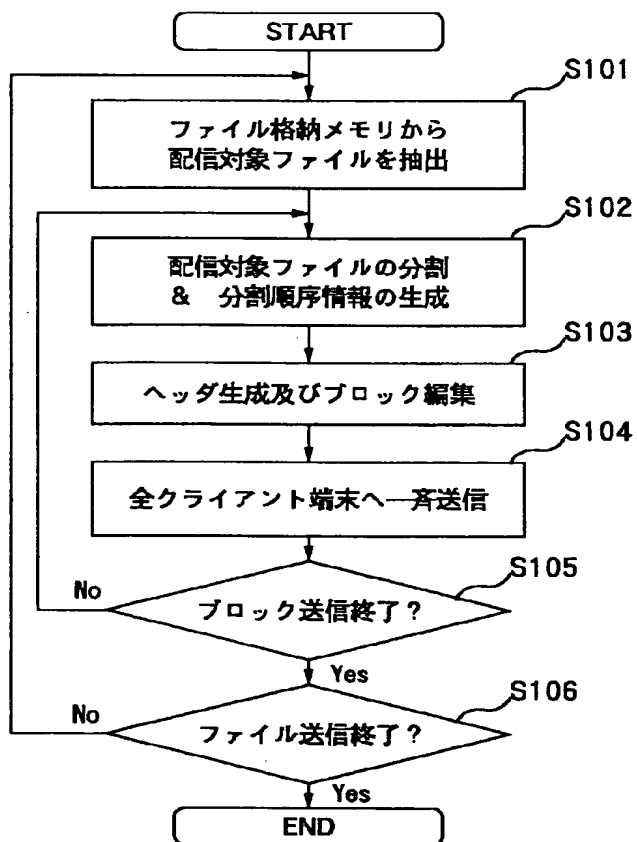 START
S101
ファイル格納メモリから
配信対象ファイルを抽出
S102
配信対象ファイルの分割
& 分割順序情報の生成
S103
ヘッダ生成及びブロック編集
S104
全クライアント端末へ一斉送信
S105
ブロック送信終了?
No
Yes
S106
ファイル送信終了?
No
Yes
END